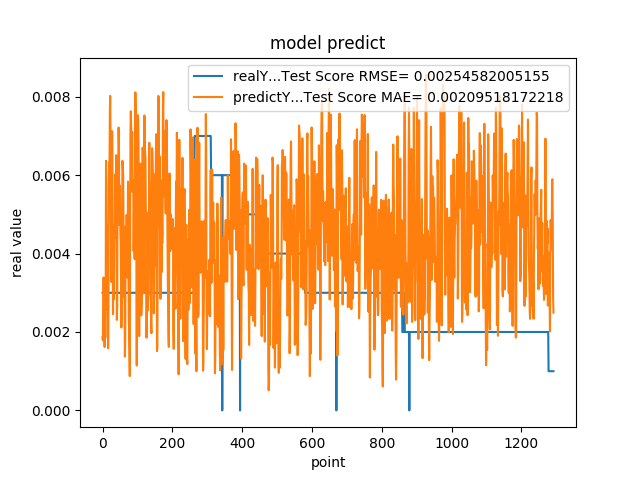 model predict
realY...Test Score RMSE= 0.00254582005155
predictY...Test Score MAE= 0.00209518172218
real value
0.008
0.006
0.004
0.002
0.000
0 200 400 600 800 1000 1200
point